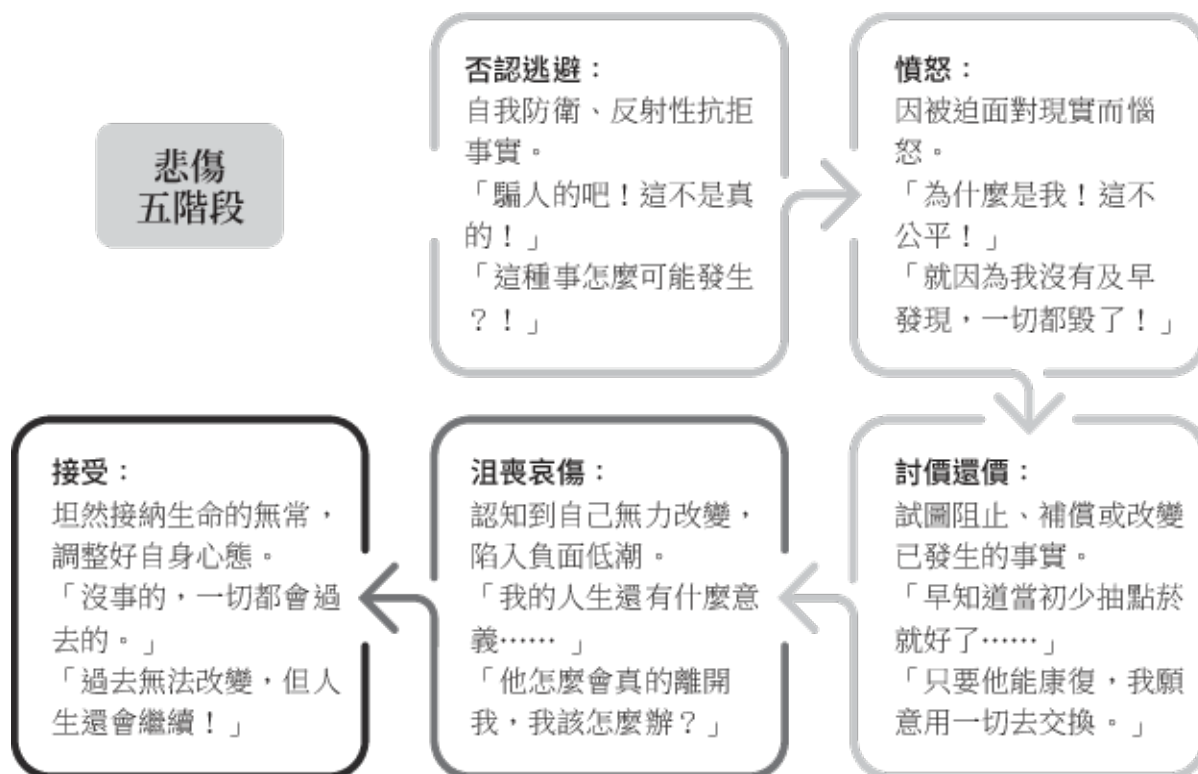 悲傷
五階段
否認逃避：
自我防衛、反射性抗拒
事實。
「騙人的吧！這不是真
的！」
「這種事怎麼可能發生
？！」
憤怒：
因被迫面對現實而惱
怒。
「為什麼是我！這不
公平！」
「就因為我沒有及早
發現，一切都毀了！」
討價還價：
試圖阻止、補償或改變
已發生的事實。
「早知道當初少抽點菸
就好了……」
「只要他能康復，我願
意用一切去交換。」
沮喪哀傷：
認知到自己無力改變，
陷入負面低潮。
「我的人生還有什麼意
義……」
「他怎麼會真的離開
我，我該怎麼辦？」
接受：
坦然接納生命的無常，
調整好自身心態。
「沒事的，一切都會過
去的。」
「過去無法改變，但人
生還會繼續！」